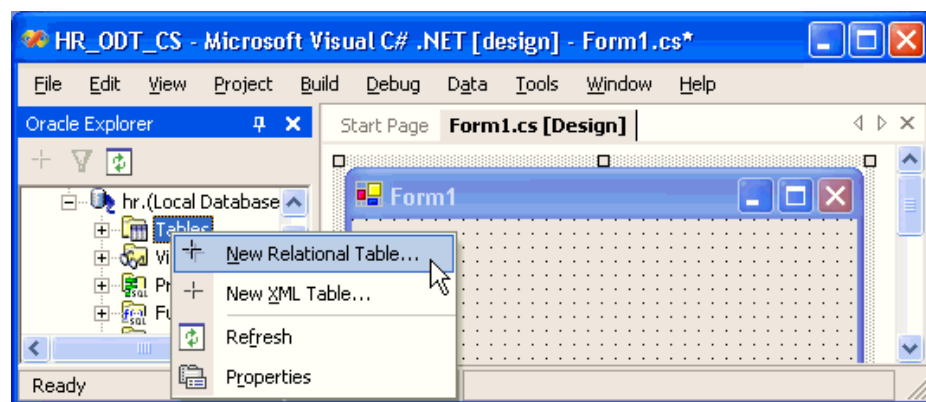 HR_ODT_CS - Microsoft Visual C# .NET [design] - Form1.cs*
File Edit View Project Build Debug Data Tools Window Help
Oracle Explorer
Start Page Form1.cs [Design]
hr.(Local Database
Form1
Tables
New Relational Table...
New XML Table...
Refresh
Properties
Ready